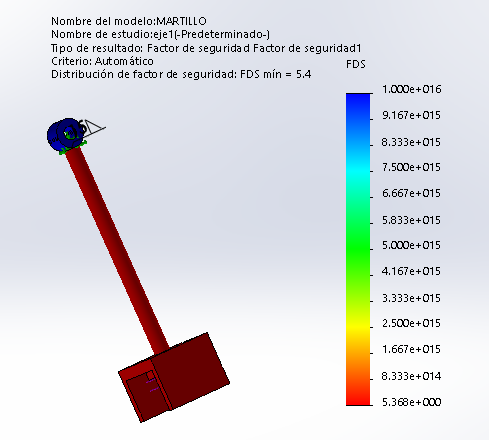 Nombre del modelo:MARTILLO
Nombre de estudio:eje1(-Predeterminado-)
Tipo de resultado: Factor de seguridad Factor de seguridad1
Criterio: Automático
Distribución de factor de seguridad: FDS mín = 5.4
FDS
1.000e+016
9.167e+015
8.333e+015
7.500e+015
6.667e+015
5.833e+015
5.000e+015
4.167e+015
3.333e+015
2.500e+015
1.667e+015
8.333e+014
5.368e+000